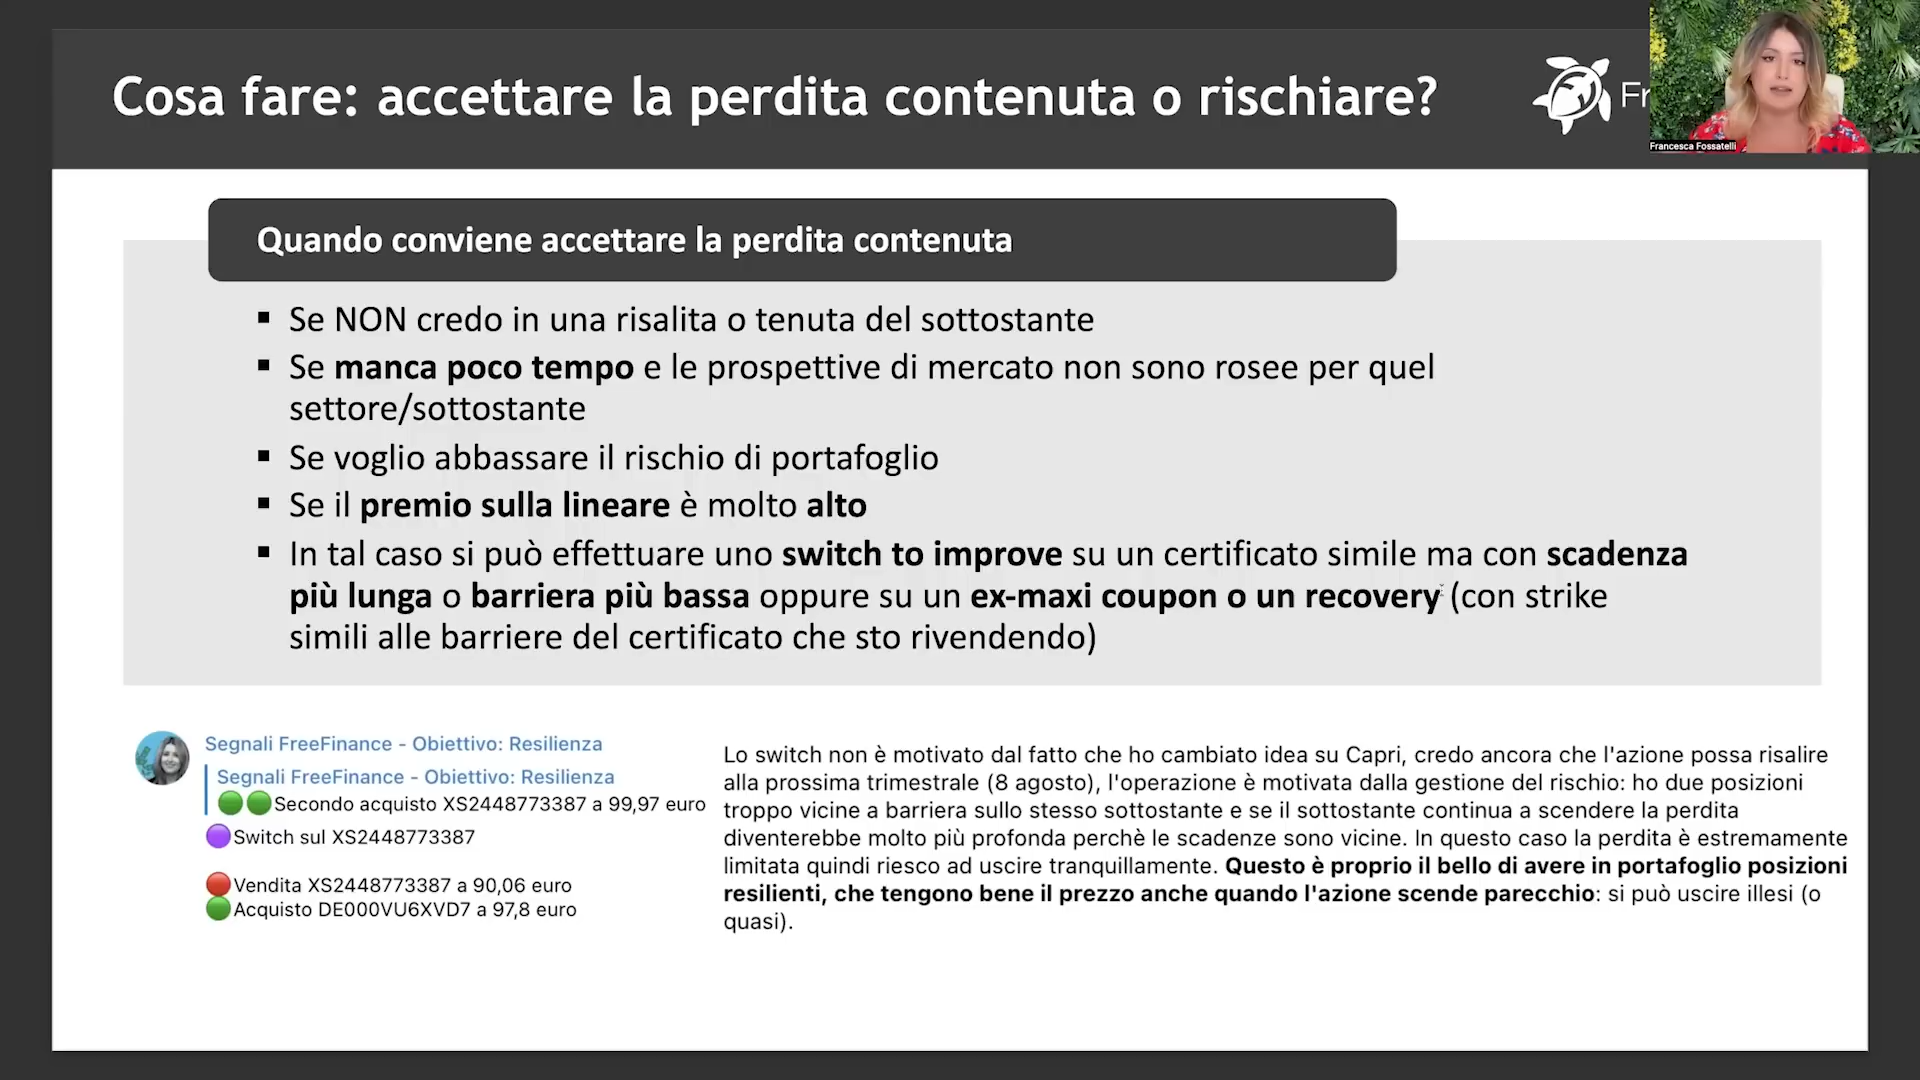 Cosa fare: accettare la perdita contenuta o rischiare?
Fr
Francesca Fossatelli
Quando conviene accettare la perdita contenuta
▪ Se NON credo in una risalita o tenuta del sottostante
▪ Se manca poco tempo e le prospettive di mercato non sono rosee per quel
settore/sottostante
▪ Se voglio abbassare il rischio di portafoglio
▪ Se il premio sulla lineare è molto alto
▪ In tal caso si può effettuare uno switch to improve su un certificato simile ma con scadenza
più lunga o barriera più bassa oppure su un ex-maxi coupon o un recovery (con strike
simili alle barriere del certificato che sto rivendendo)
Segnali FreeFinance - Obiettivo: Resilienza
Segnali FreeFinance - Obiettivo: Resilienza
Secondo acquisto XS2448773387 a 99,97 euro
Switch sul XS2448773387
Vendita XS2448773387 a 90,06 euro
Acquisto DE000VU6XVD7 a 97,8 euro
Lo switch non è motivato dal fatto che ho cambiato idea su Capri, credo ancora che l'azione possa risalire
alla prossima trimestrale (8 agosto), l'operazione è motivata dalla gestione del rischio: ho due posizioni
troppo vicine a barriera sullo stesso sottostante e se il sottostante continua a scendere la perdita
diventerebbe molto più profonda perchè le scadenze sono vicine. In questo caso la perdita è estremamente
limitata quindi riesco ad uscire tranquillamente. Questo è proprio il bello di avere in portafoglio posizioni
resilienti, che tengono bene il prezzo anche quando l'azione scende parecchio: si può uscire illesi (o
quasi).